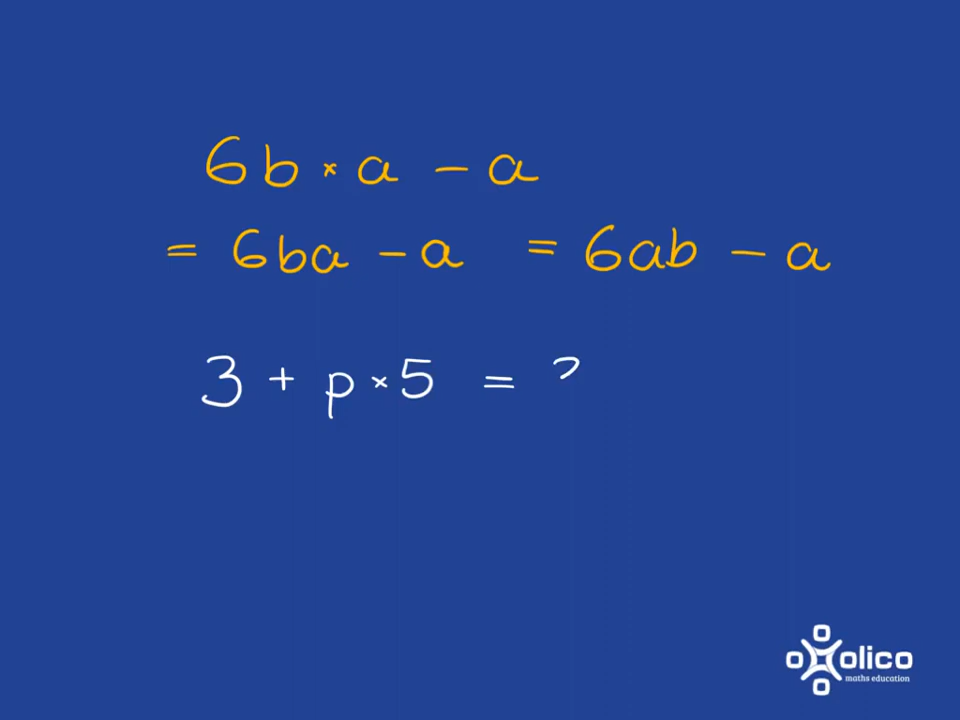 6b × a − a
= 6ba − a = 6ab − a
3 + p × 5 = ?
olico
maths education